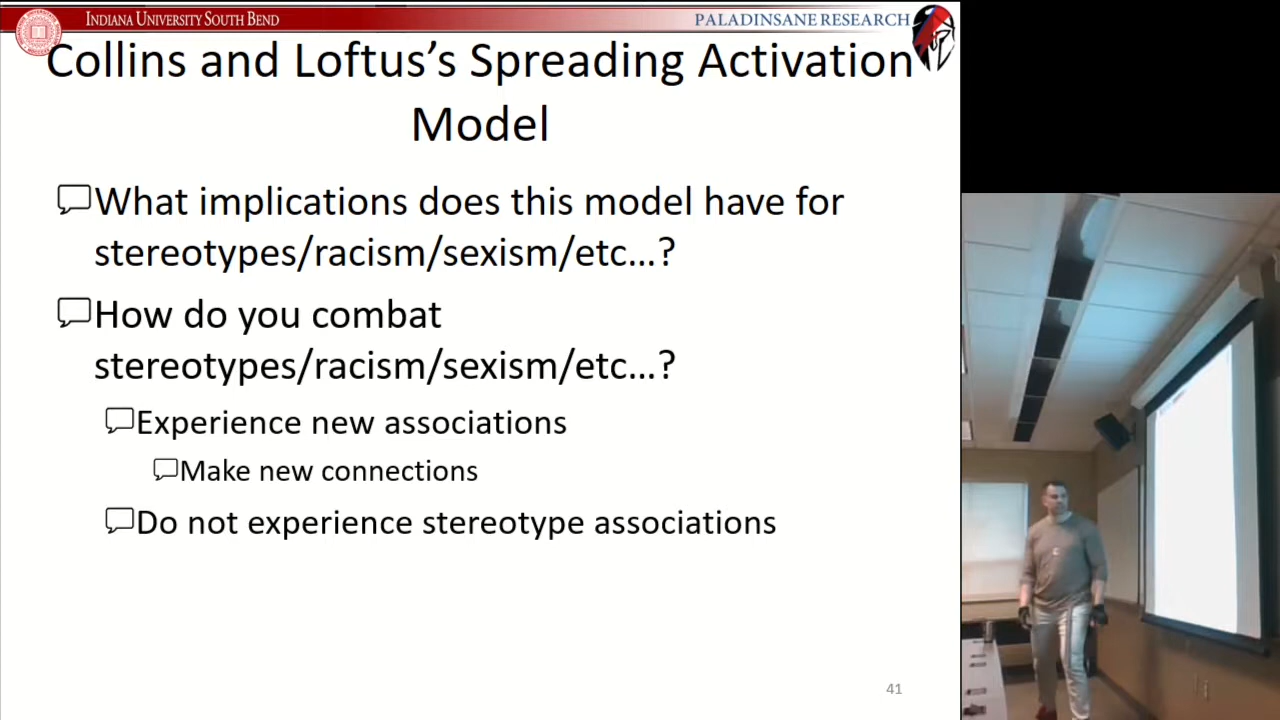 INDIANA UNIVERSITY SOUTH BEND
PALADINSANE RESEARCH
Collins and Loftus’s Spreading Activation
Model
What implications does this model have for
stereotypes/racism/sexism/etc…?
How do you combat
stereotypes/racism/sexism/etc…?
Experience new associations
Make new connections
Do not experience stereotype associations
41